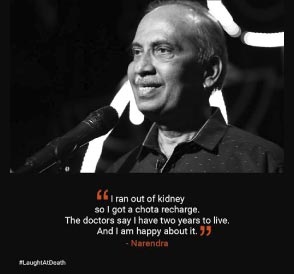 “I ran out of kidney
so I got a chota recharge.
The doctors say I have two years to live.
And I am happy about it.”
- Narendra
#LaughAtDeath